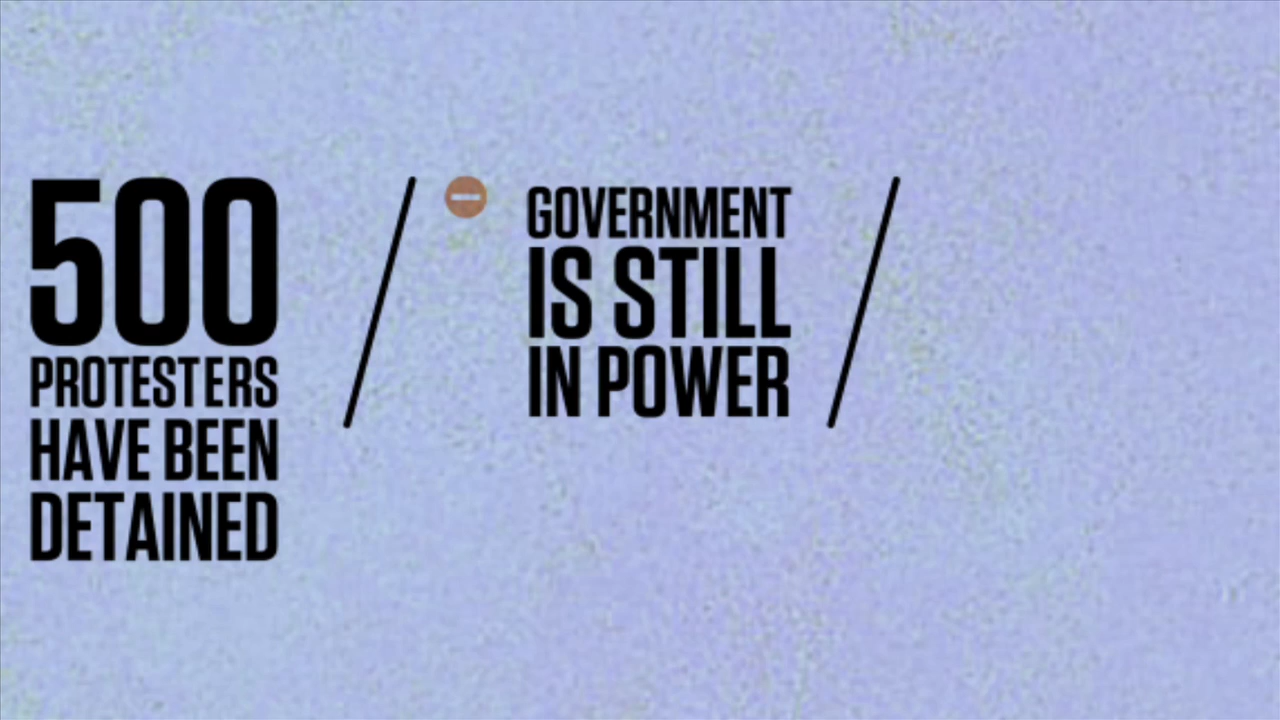 500
PROTESTERS
HAVE BEEN
DETAINED
GOVERNMENT
IS STILL
IN POWER